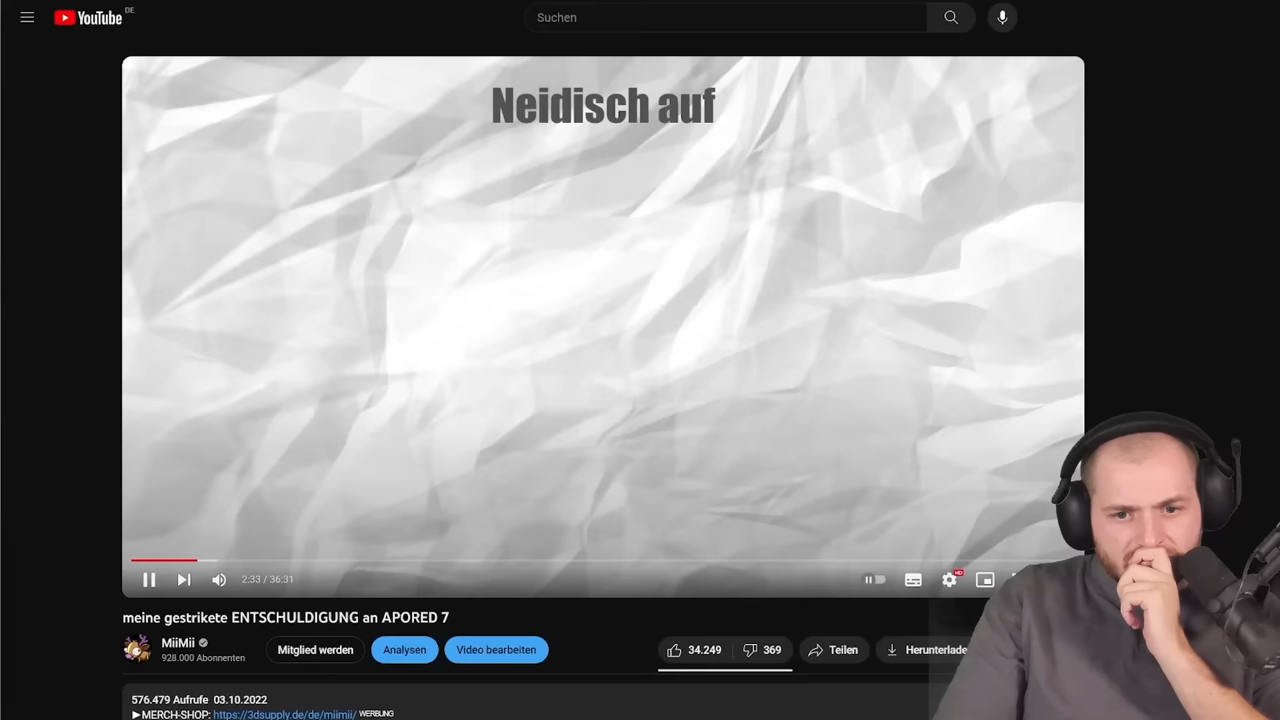 YouTube DE
Suchen
Neidisch auf
2:33 / 36:31
HD
meine gestrikete ENTSCHULDIGUNG an APORED 7
MiiMii
928.000 Abonnenten
Mitglied werden
Analysen
Video bearbeiten
34.249
369
Teilen
Herunterlade
576.479 Aufrufe 03.10.2022
►MERCH-SHOP: https://3dsupply.de/de/miimii/ WERBUNG